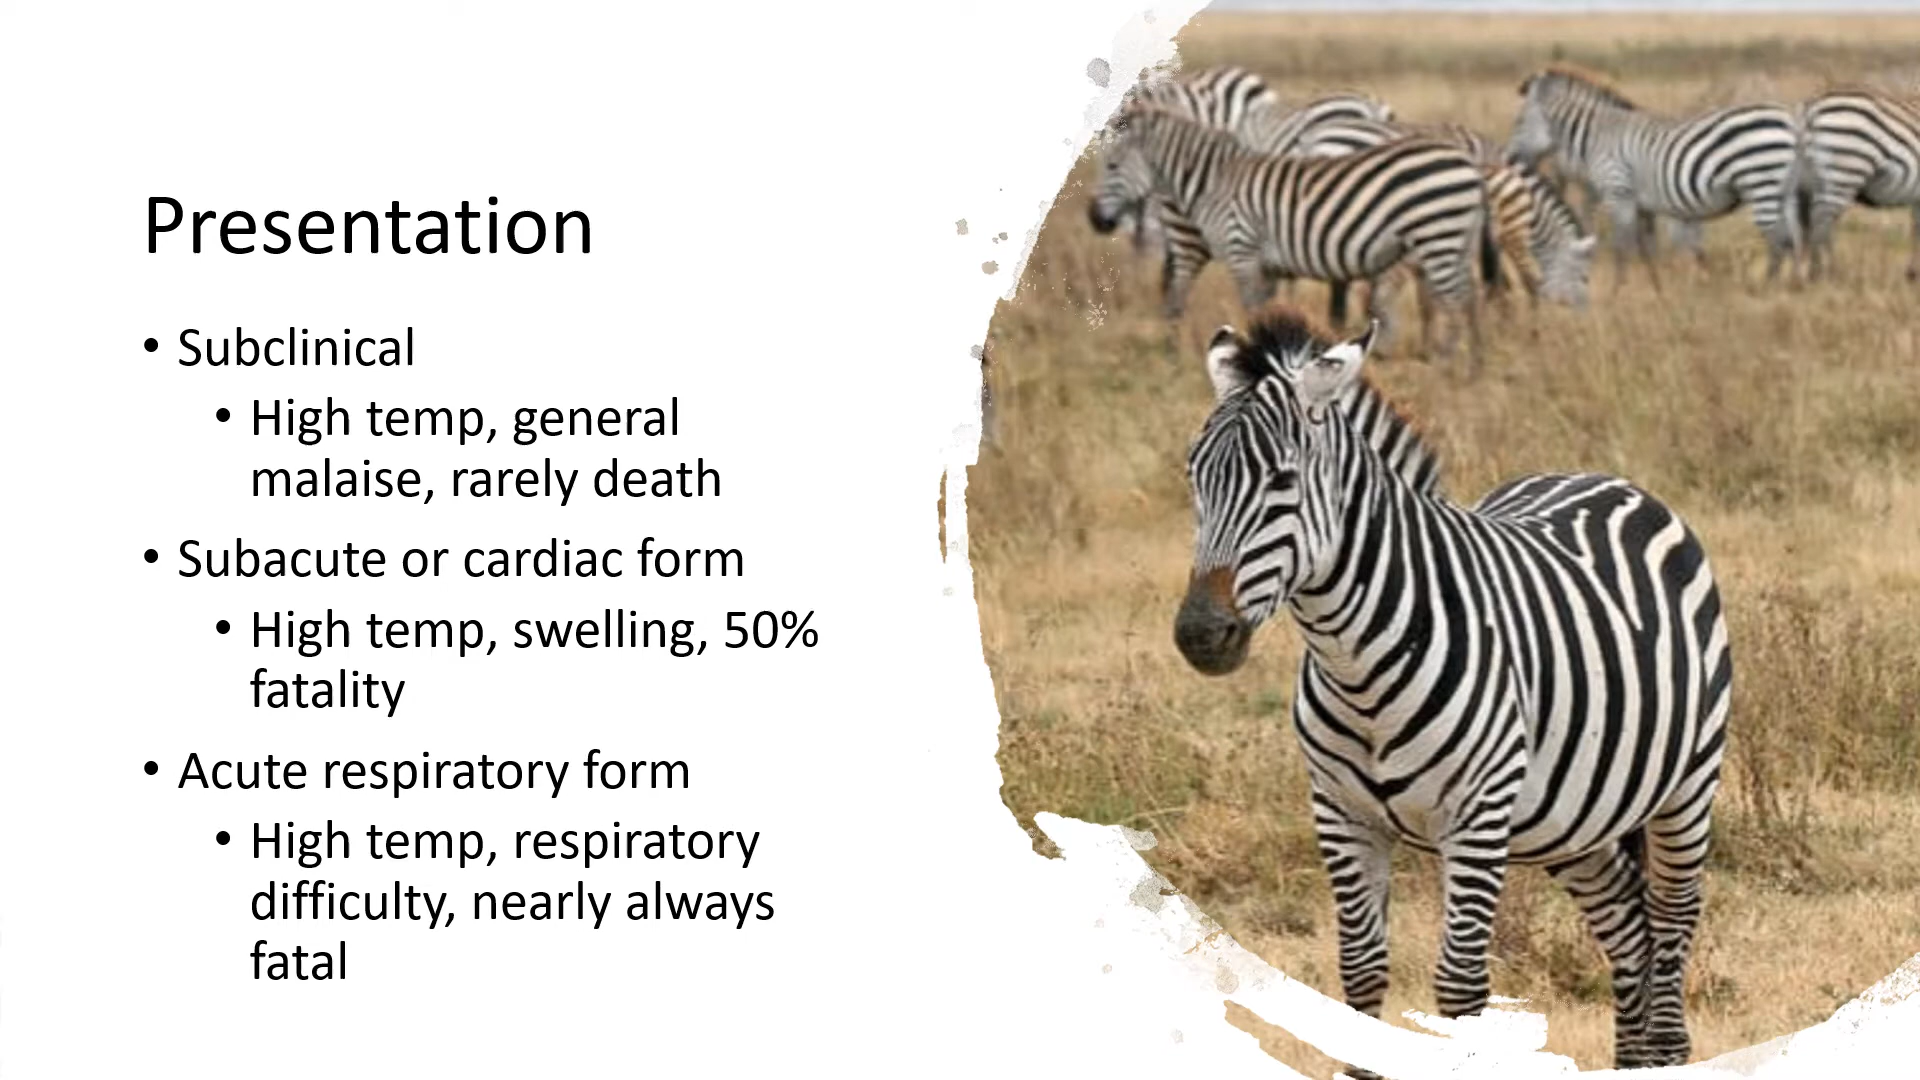 Presentation
• Subclinical
• High temp, general
malaise, rarely death
• Subacute or cardiac form
• High temp, swelling, 50%
fatality
• Acute respiratory form
• High temp, respiratory
difficulty, nearly always
fatal